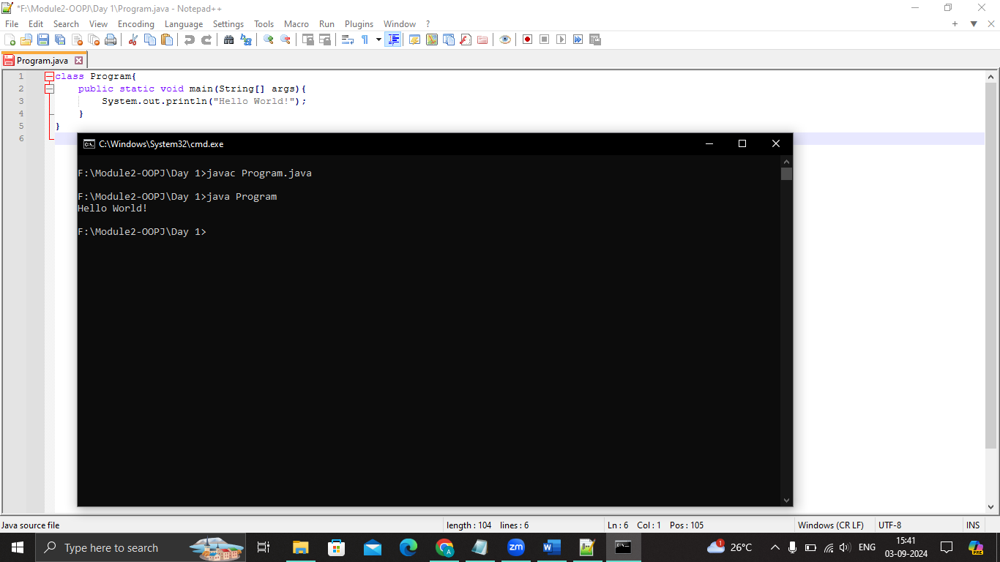 *F:\Module2-OOPJ\Day 1\Program.java - Notepad++
File Edit Search View Encoding Language Settings Tools Macro Run Plugins Window ?
Program.java
1 class Program{
2     public static void main(String[] args){
3         System.out.println("Hello World!");
4     }
5 }
6
C:\Windows\System32\cmd.exe
F:\Module2-OOPJ\Day 1>javac Program.java
F:\Module2-OOPJ\Day 1>java Program
Hello World!
F:\Module2-OOPJ\Day 1>
Java source file length : 104 lines : 6 Ln : 6 Col : 1 Pos : 105 Windows (CR LF) UTF-8 INS
Type here to search zm W 1 26°C ENG 15:41
03-09-2024
PRE